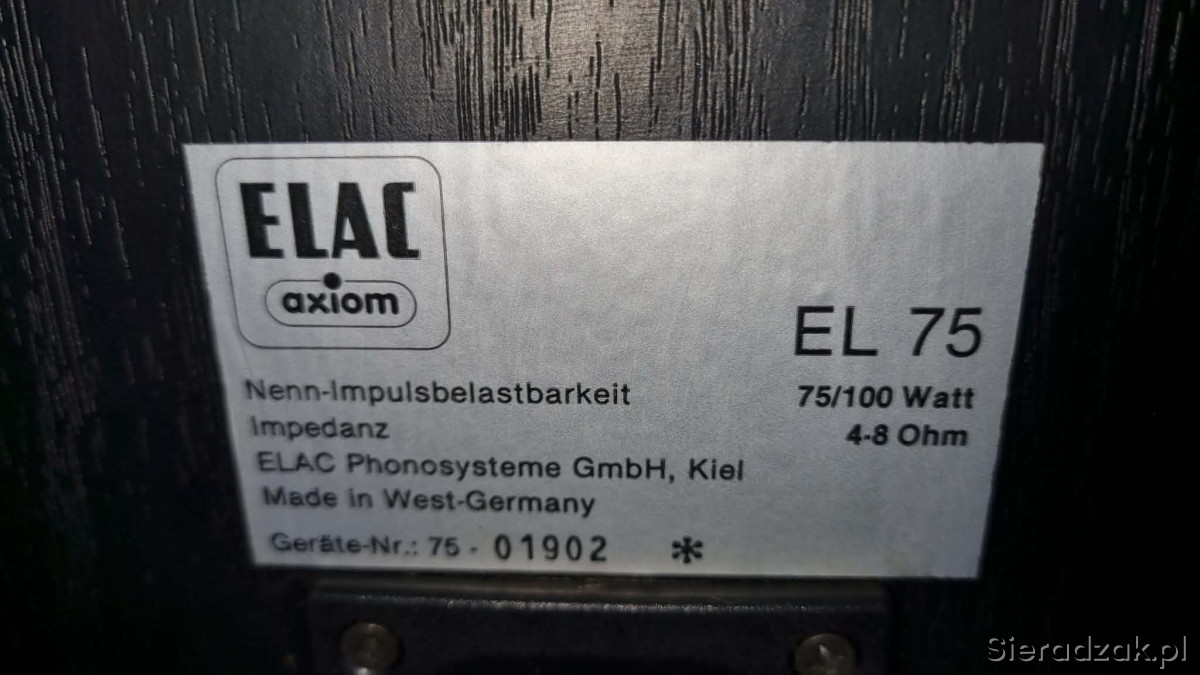 ELAC
axiom
EL 75
Nenn-Impulsbelastbarkeit 75/100 Watt
Impedanz 4-8 Ohm
ELAC Phonosysteme GmbH, Kiel
Made in West-Germany
Geräte-Nr.: 75 - 01902 *
Sieradzak.pl